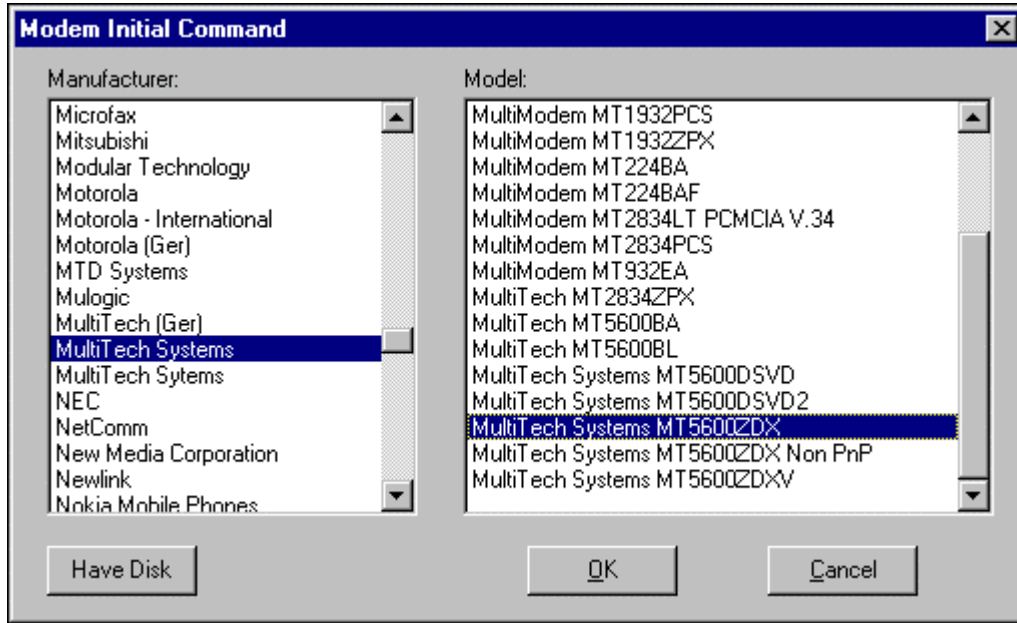 Modem Initial Command
Manufacturer:
Microfax
Mitsubishi
Modular Technology
Motorola
Motorola - International
Motorola (Ger)
MTD Systems
Mulogic
MultiTech (Ger)
MultiTech Systems
MultiTech Sytems
NEC
NetComm
New Media Corporation
Newlink
Nokia Mobile Phones
Model:
MultiModem MT1932PCS
MultiModem MT1932ZPX
MultiModem MT224BA
MultiModem MT224BAF
MultiModem MT2834LT PCMCIA V.34
MultiModem MT2834PCS
MultiModem MT932EA
MultiTech MT2834ZPX
MultiTech MT5600BA
MultiTech MT5600BL
MultiTech Systems MT5600DSVD
MultiTech Systems MT5600DSVD2
MultiTech Systems MT5600ZDX
MultiTech Systems MT5600ZDX Non PnP
MultiTech Systems MT5600ZDXV
Have Disk
OK
Cancel